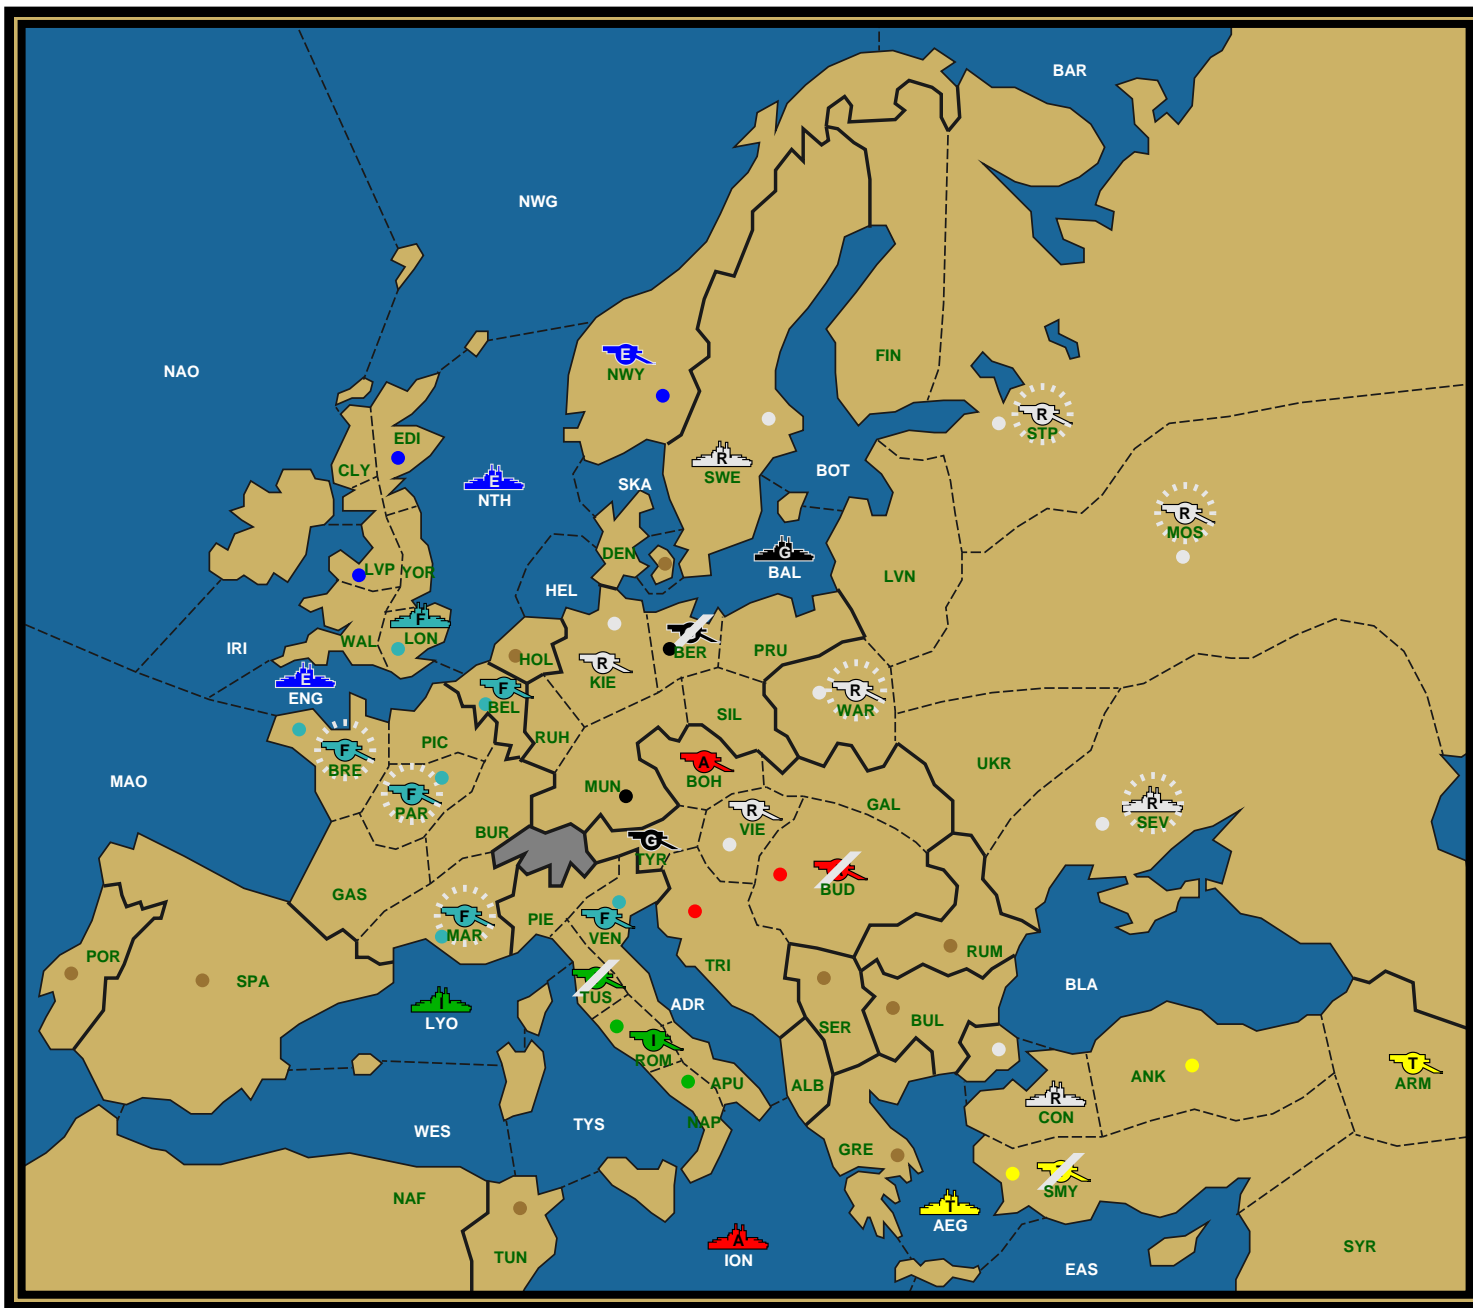 BAR
NWG
NAO
E
NWY
FIN
R
STP
EDI
CLY
E
NTH
R
SWE
SKA
BOT
R
MOS
DEN
G
BAL
LVN
LVP
YOR
HEL
F
LON
IRI
WAL
E
ENG
HOL
R
KIE
BER
PRU
F
BEL
R
WAR
SIL
PIC
RUH
F
BRE
A
BOH
UKR
MAO
MUN
F
PAR
R
VIE
GAL
R
SEV
BUR
G
TYR
BUD
GAS
F
MAR
PIE
F
VEN
POR
SPA
TRI
RUM
TUS
I
LYO
ADR
BLA
SER
BUL
I
ROM
ALB
APU
ANK
T
ARM
R
CON
WES
TYS
NAP
GRE
SMY
NAF
T
AEG
A
ION
TUN
EAS
SYR